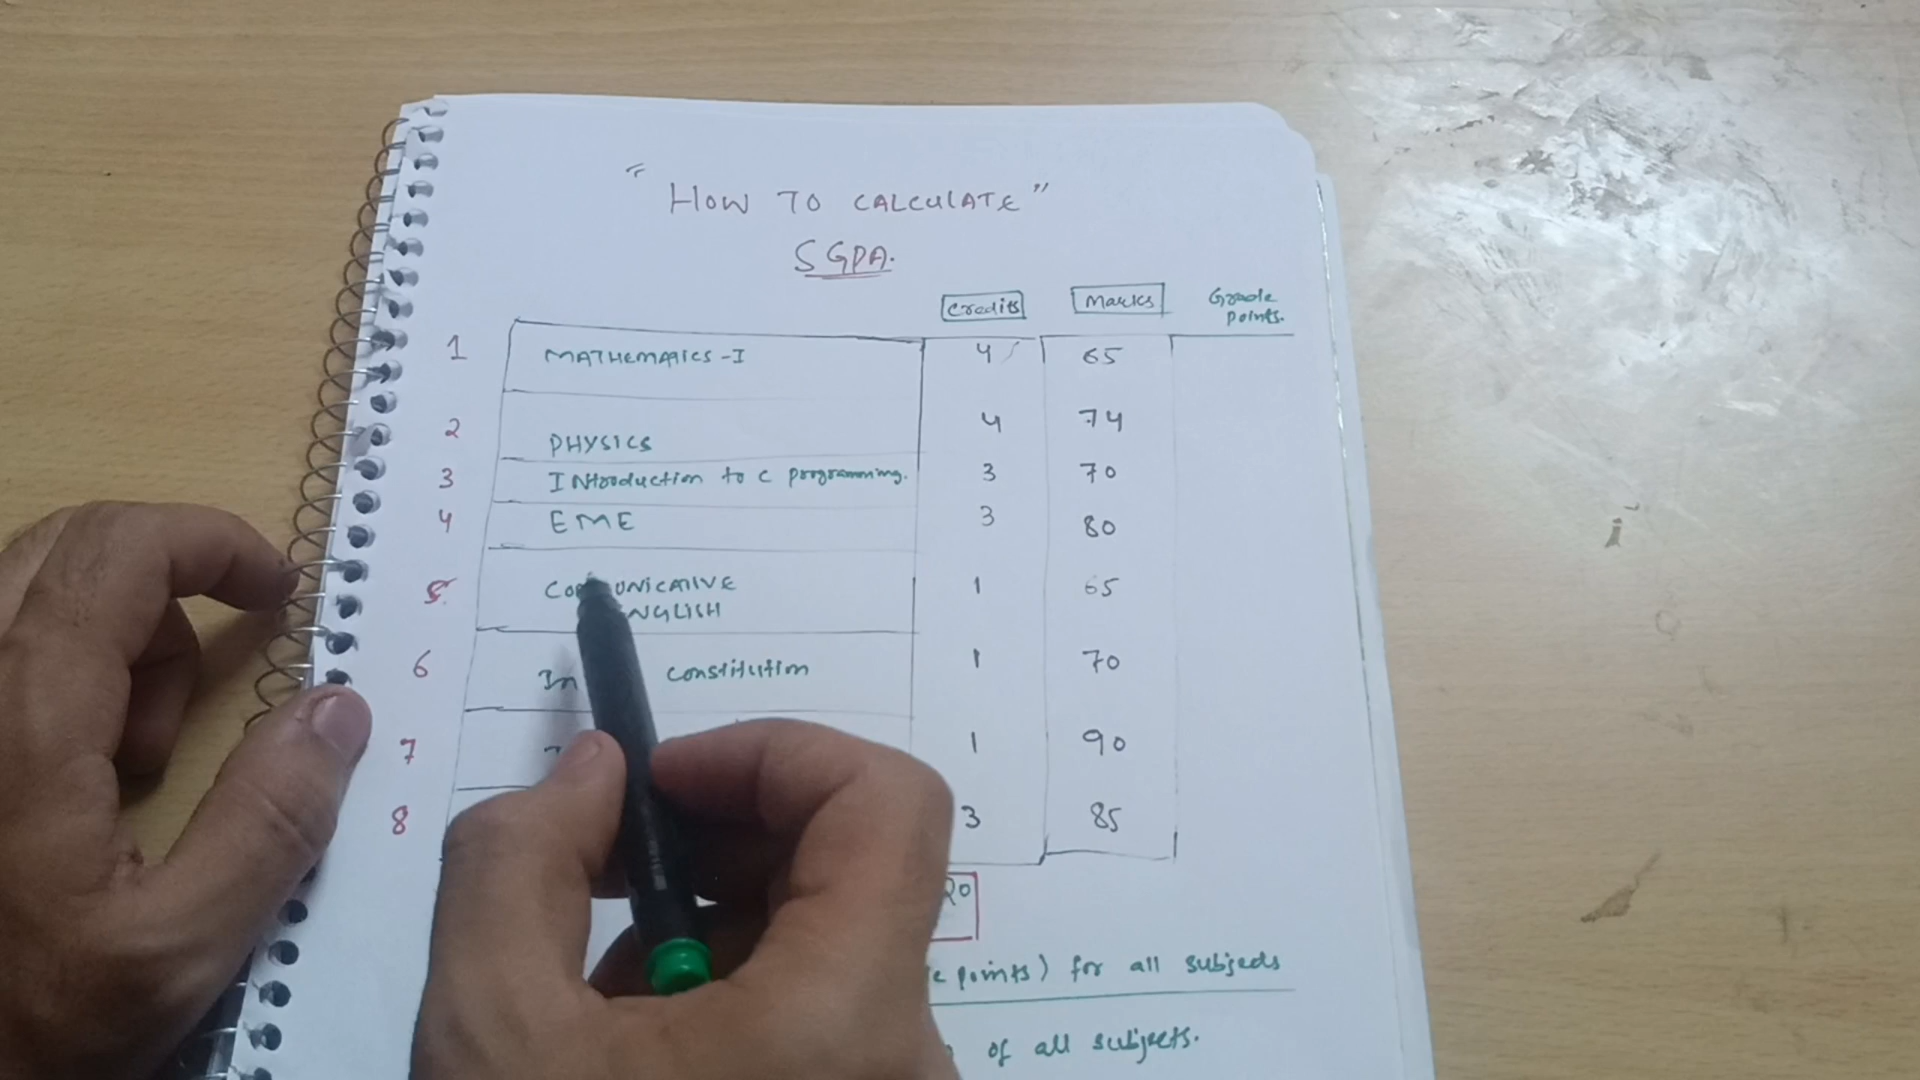 "HOW TO CALCULATE"
SGPA.
Credits Marks Grade points.
1 MATHEMATICS-I 4 65
2 PHYSICS 4 74
3 INtroduction to C programming. 3 70
4 EME 3 80
5 1 65
6 constitution 1 70
7 1 90
8 3 85
20
points) for all subjects
of all subjects.